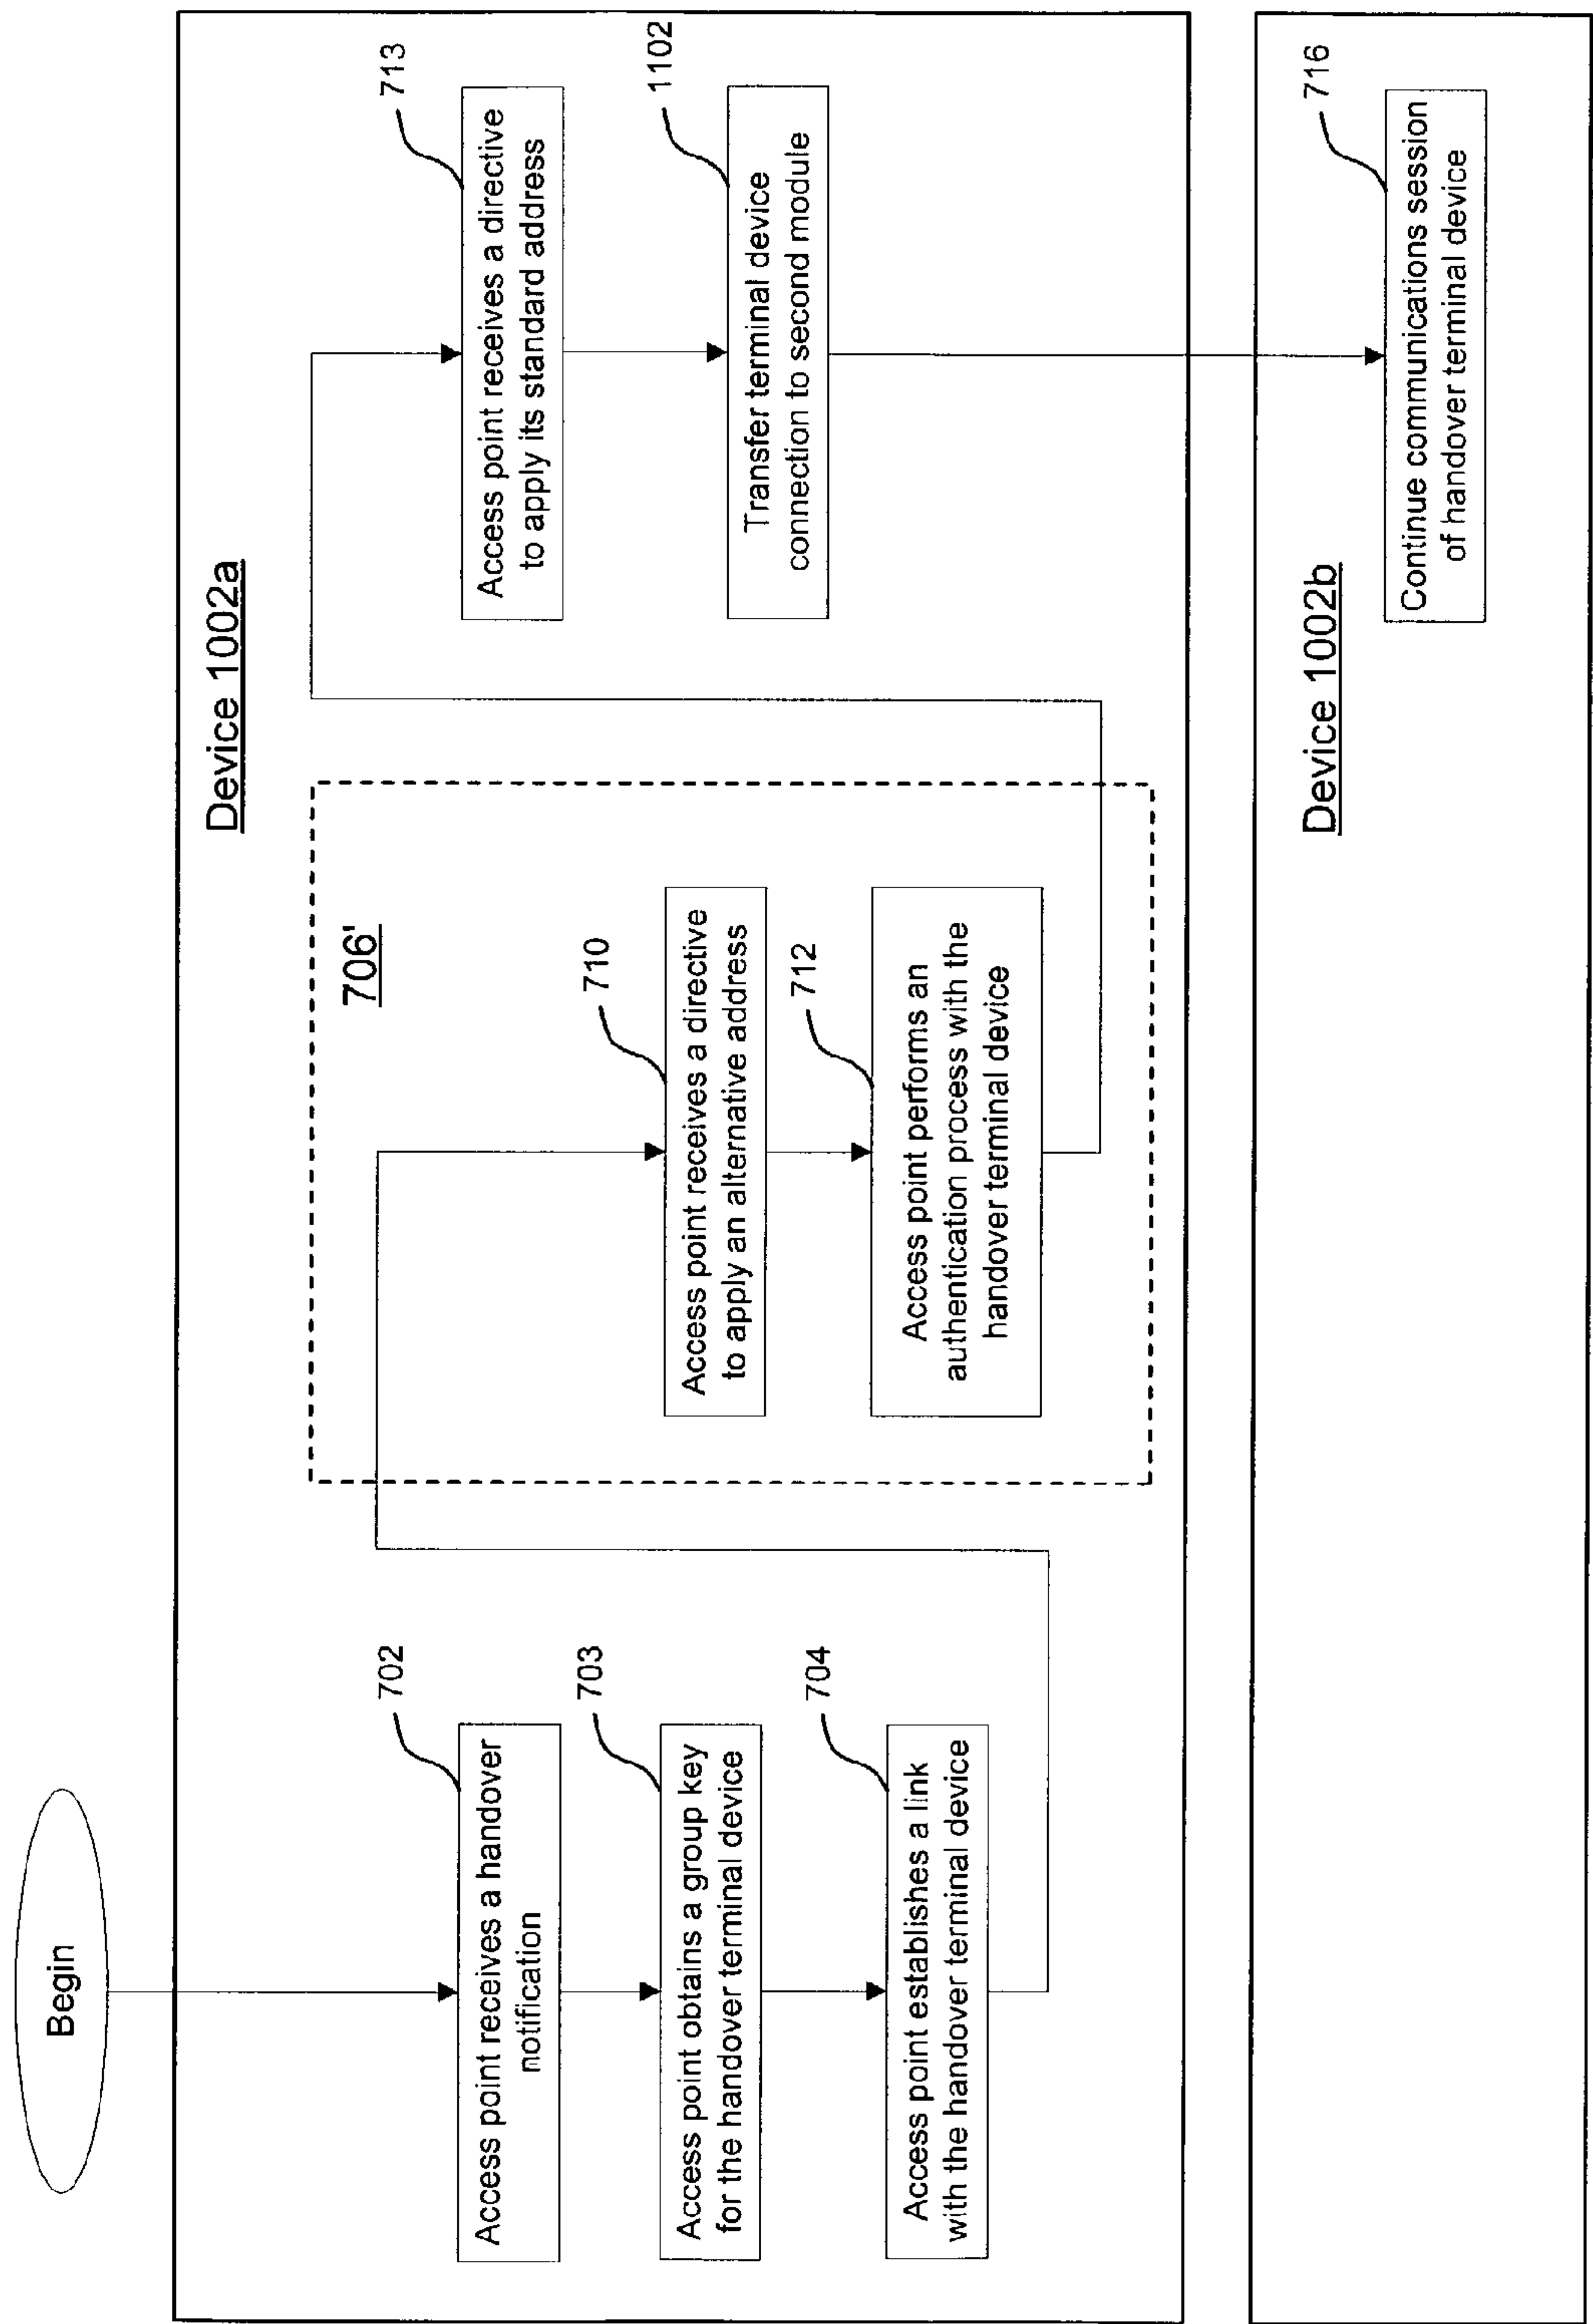 Begin
Device 1002a
702
Access point receives a handover
notification
703
Access point obtains a group key
for the handover terminal device
704
Access point establishes a link
with the handover terminal device
706'
710
Access point receives a directive
to apply an alternative address
712
Access point performs an
authentication process with the
handover terminal device
713
Access point receives a directive
to apply its standard address
1102
Transfer terminal device
connection to second module
Device 1002b
716
Continue communications session
of handover terminal device